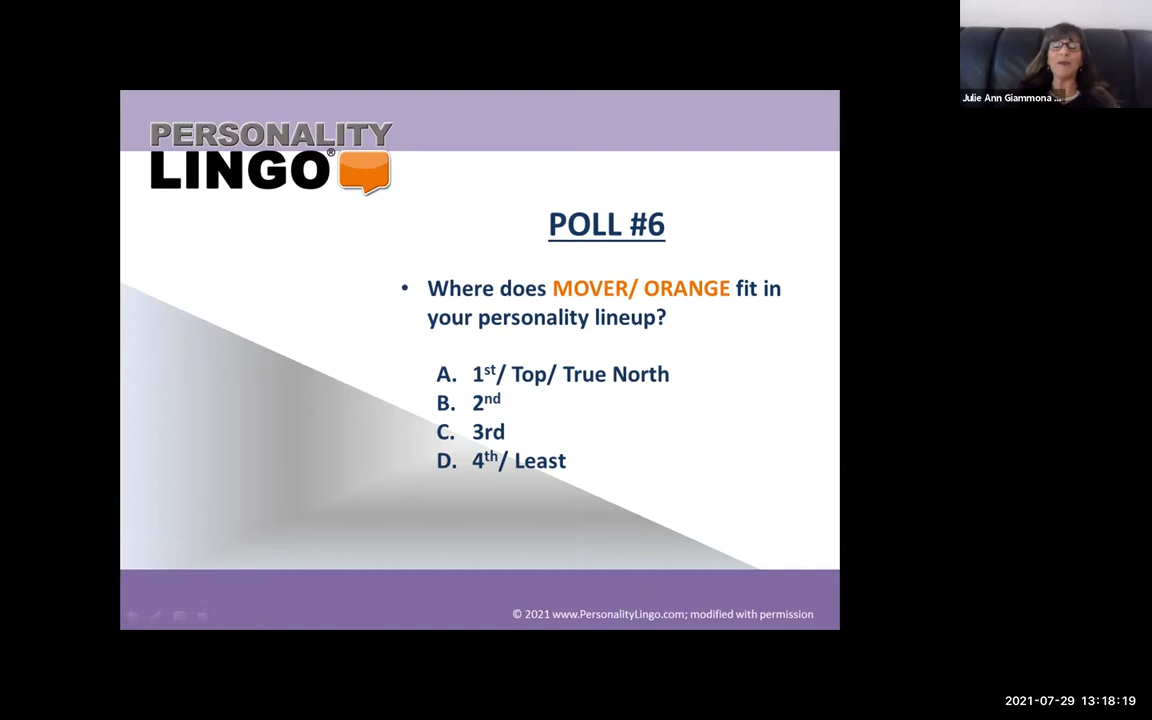 Julie Ann Giammona ...
PERSONALITY
LINGO®
POLL #6
• Where does MOVER/ ORANGE fit in
your personality lineup?
A. 1st/ Top/ True North
B. 2nd
C. 3rd
D. 4th/ Least
© 2021 www.PersonalityLingo.com; modified with permission
2021-07-29 13:18:19